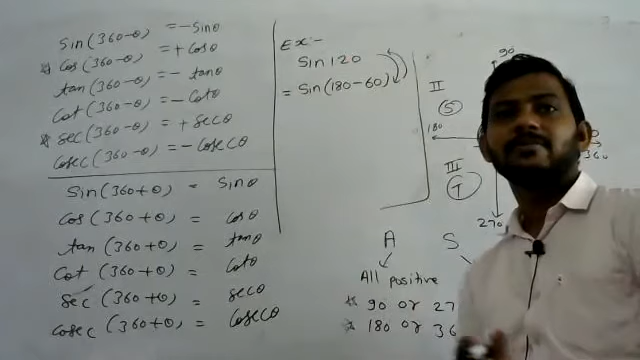 Sin(360-θ) = -Sinθ
* Cos(360-θ) = +Cosθ
tan(360-θ) = - tanθ
Cot(360-θ) = -Cotθ
* Sec(360-θ) = +Secθ
Cosec(360-θ) = -Cosecθ
Sin(360+θ) = Sinθ
Cos(360+θ) = Cosθ
tan(360+θ) = tanθ
Cot(360+θ) = Cotθ
Sec(360+θ) = Secθ
Cosec(360+θ) = Cosecθ
Ex:-
Sin120
= Sin(180-60)
90
II
S
180
360
III
T
270
A S
All positive
* 90 or 27
* 180 or 36